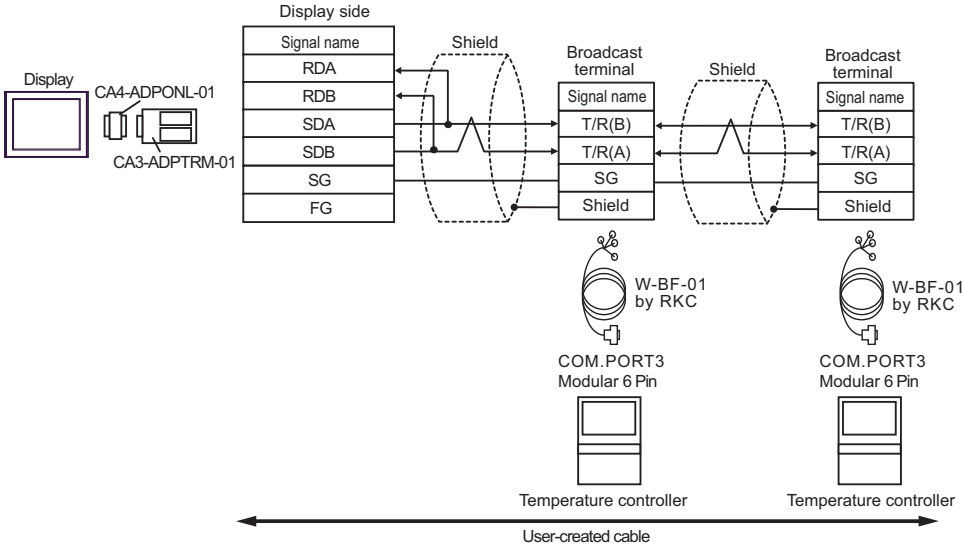 Display side
Signal name
RDA
RDB
SDA
SDB
SG
FG
Shield
Broadcast
terminal
Signal name
T/R(B)
T/R(A)
SG
Shield
Shield
Broadcast
terminal
Signal name
T/R(B)
T/R(A)
SG
Shield
Display
CA4-ADPONL-01
CA3-ADPTRM-01
W-BF-01
by RKC
COM.PORT3
Modular 6 Pin
Temperature controller
W-BF-01
by RKC
COM.PORT3
Modular 6 Pin
Temperature controller
User-created cable